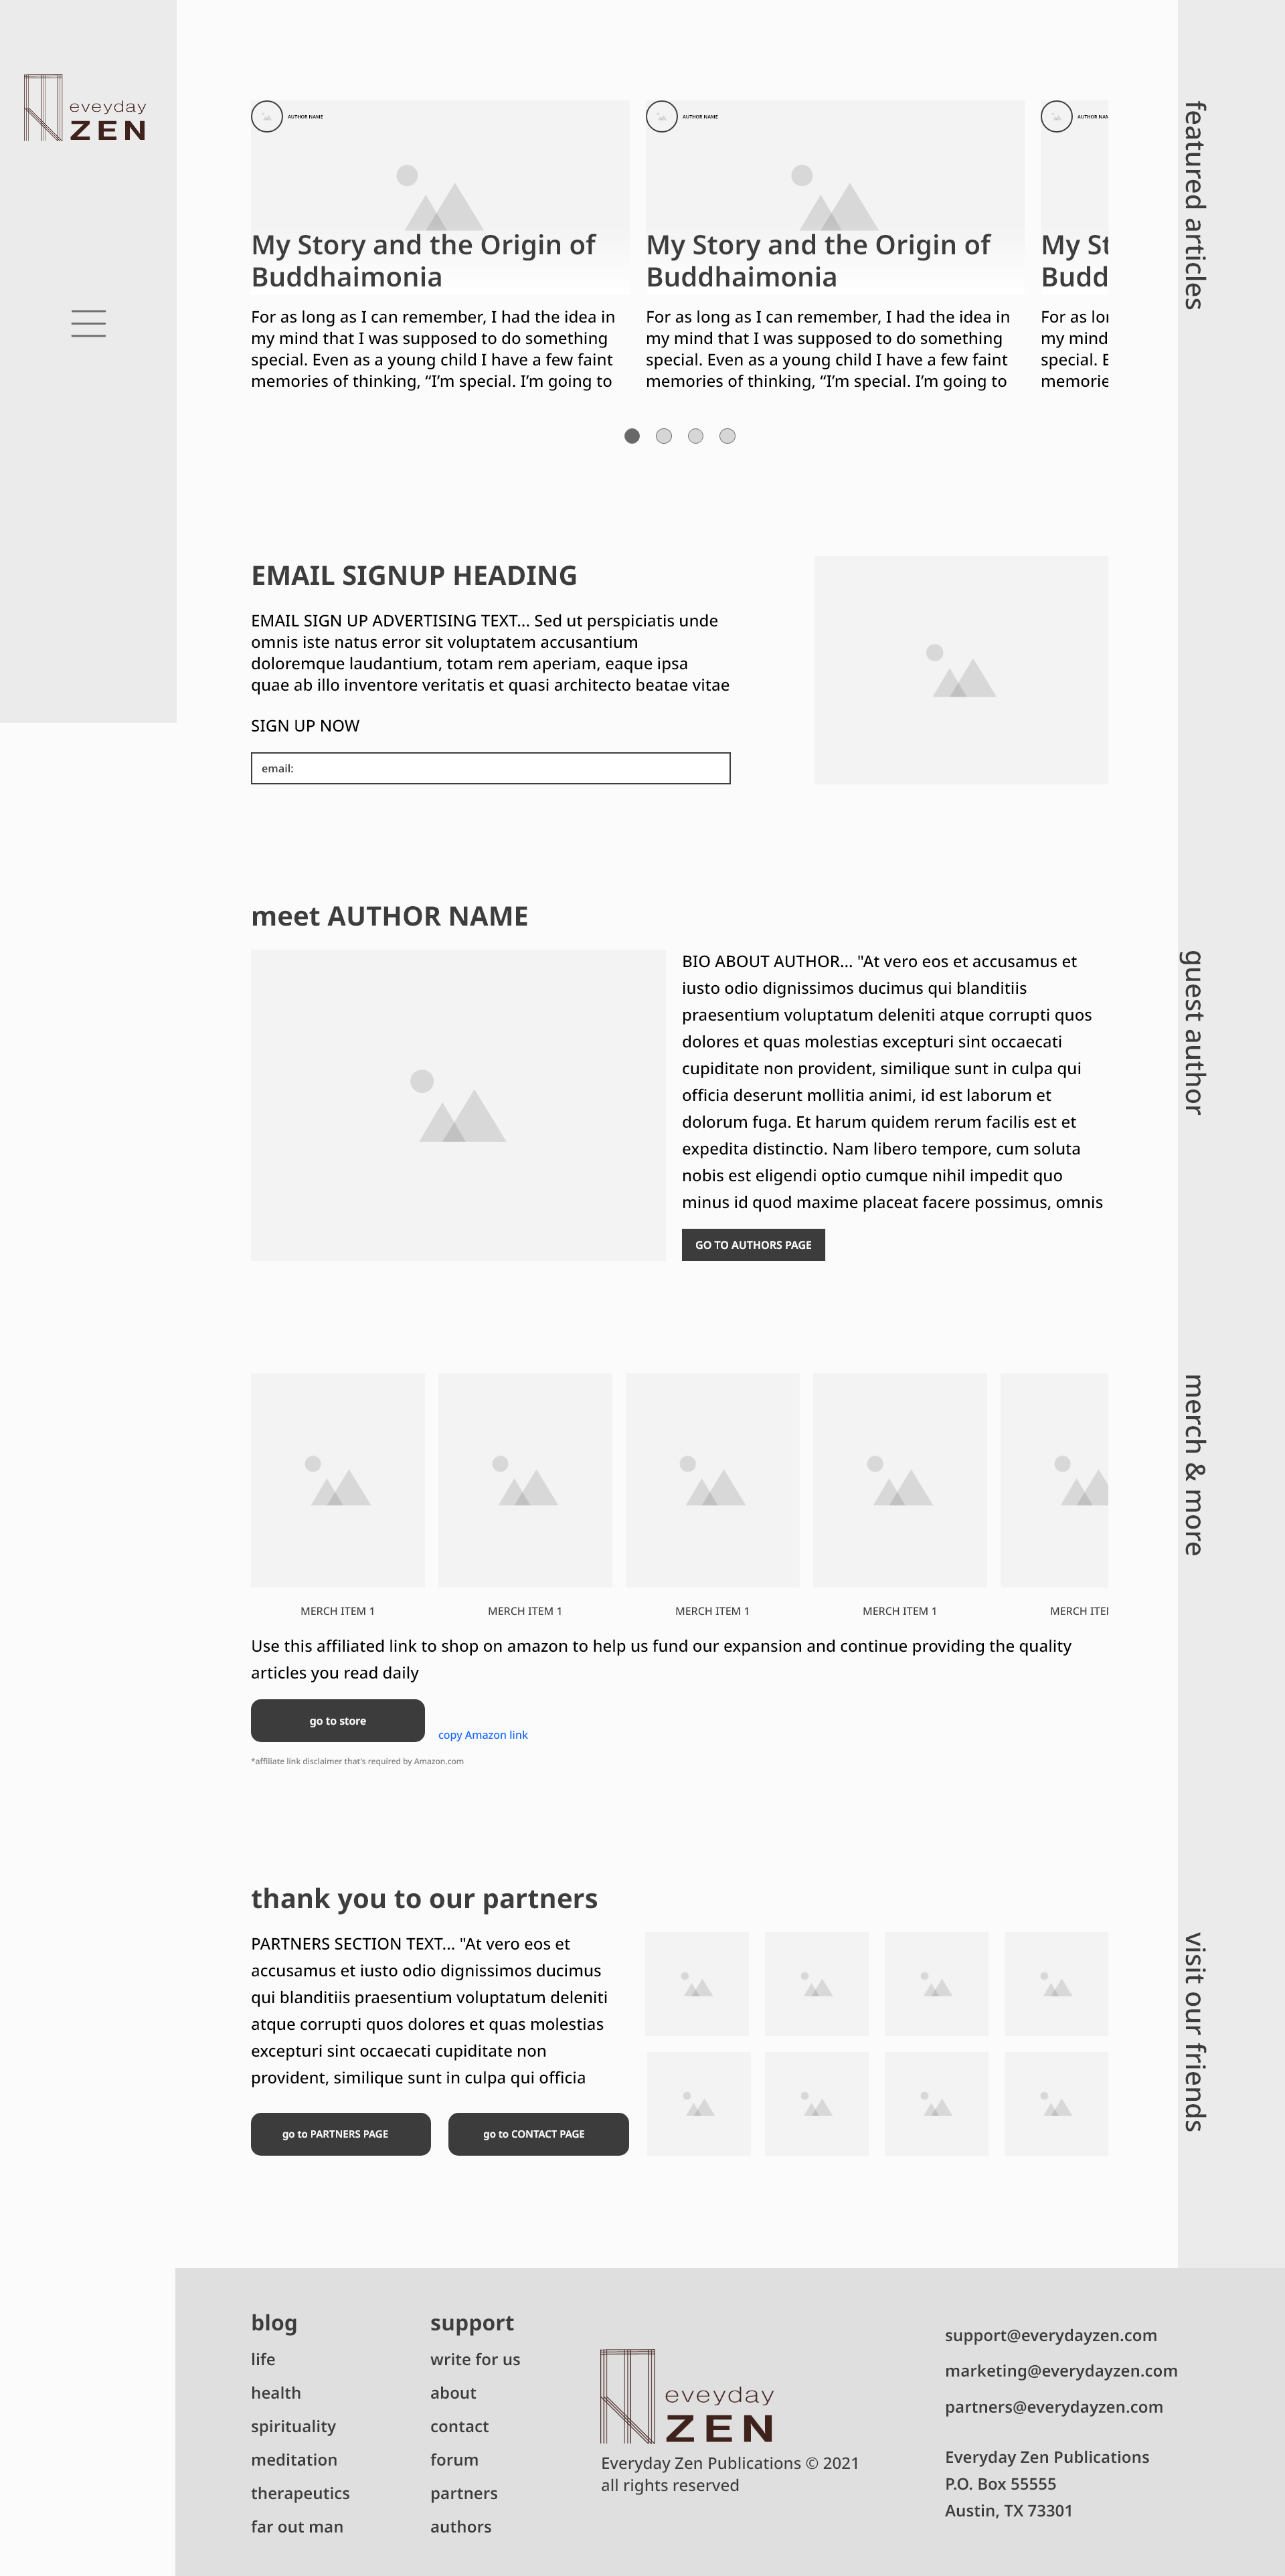 eveyday
ZEN
featured articles
AUTHOR NAME
My Story and the Origin of
Buddhaimonia
For as long as I can remember, I had the idea in
my mind that I was supposed to do something
special. Even as a young child I have a few faint
memories of thinking, “I’m special. I’m going to
AUTHOR NAME
My Story and the Origin of
Buddhaimonia
For as long as I can remember, I had the idea in
my mind that I was supposed to do something
special. Even as a young child I have a few faint
memories of thinking, “I’m special. I’m going to
AUTHOR NAM
My St
Budd
For as lon
my mind
special. E
memorie
EMAIL SIGNUP HEADING
EMAIL SIGN UP ADVERTISING TEXT... Sed ut perspiciatis unde
omnis iste natus error sit voluptatem accusantium
doloremque laudantium, totam rem aperiam, eaque ipsa
quae ab illo inventore veritatis et quasi architecto beatae vitae
SIGN UP NOW
email:
guest author
meet AUTHOR NAME
BIO ABOUT AUTHOR... "At vero eos et accusamus et
iusto odio dignissimos ducimus qui blanditiis
praesentium voluptatum deleniti atque corrupti quos
dolores et quas molestias excepturi sint occaecati
cupiditate non provident, similique sunt in culpa qui
officia deserunt mollitia animi, id est laborum et
dolorum fuga. Et harum quidem rerum facilis est et
expedita distinctio. Nam libero tempore, cum soluta
nobis est eligendi optio cumque nihil impedit quo
minus id quod maxime placeat facere possimus, omnis
GO TO AUTHORS PAGE
merch & more
MERCH ITEM 1
MERCH ITEM 1
MERCH ITEM 1
MERCH ITEM 1
MERCH ITEM
Use this affiliated link to shop on amazon to help us fund our expansion and continue providing the quality
articles you read daily
go to store
copy Amazon link
*affiliate link disclaimer that's required by Amazon.com
visit our friends
thank you to our partners
PARTNERS SECTION TEXT... "At vero eos et
accusamus et iusto odio dignissimos ducimus
qui blanditiis praesentium voluptatum deleniti
atque corrupti quos dolores et quas molestias
excepturi sint occaecati cupiditate non
provident, similique sunt in culpa qui officia
go to PARTNERS PAGE
go to CONTACT PAGE
blog
life
health
spirituality
meditation
therapeutics
far out man
support
write for us
about
contact
forum
partners
authors
eveyday
ZEN
Everyday Zen Publications © 2021
all rights reserved
support@everydayzen.com
marketing@everydayzen.com
partners@everydayzen.com
Everyday Zen Publications
P.O. Box 55555
Austin, TX 73301